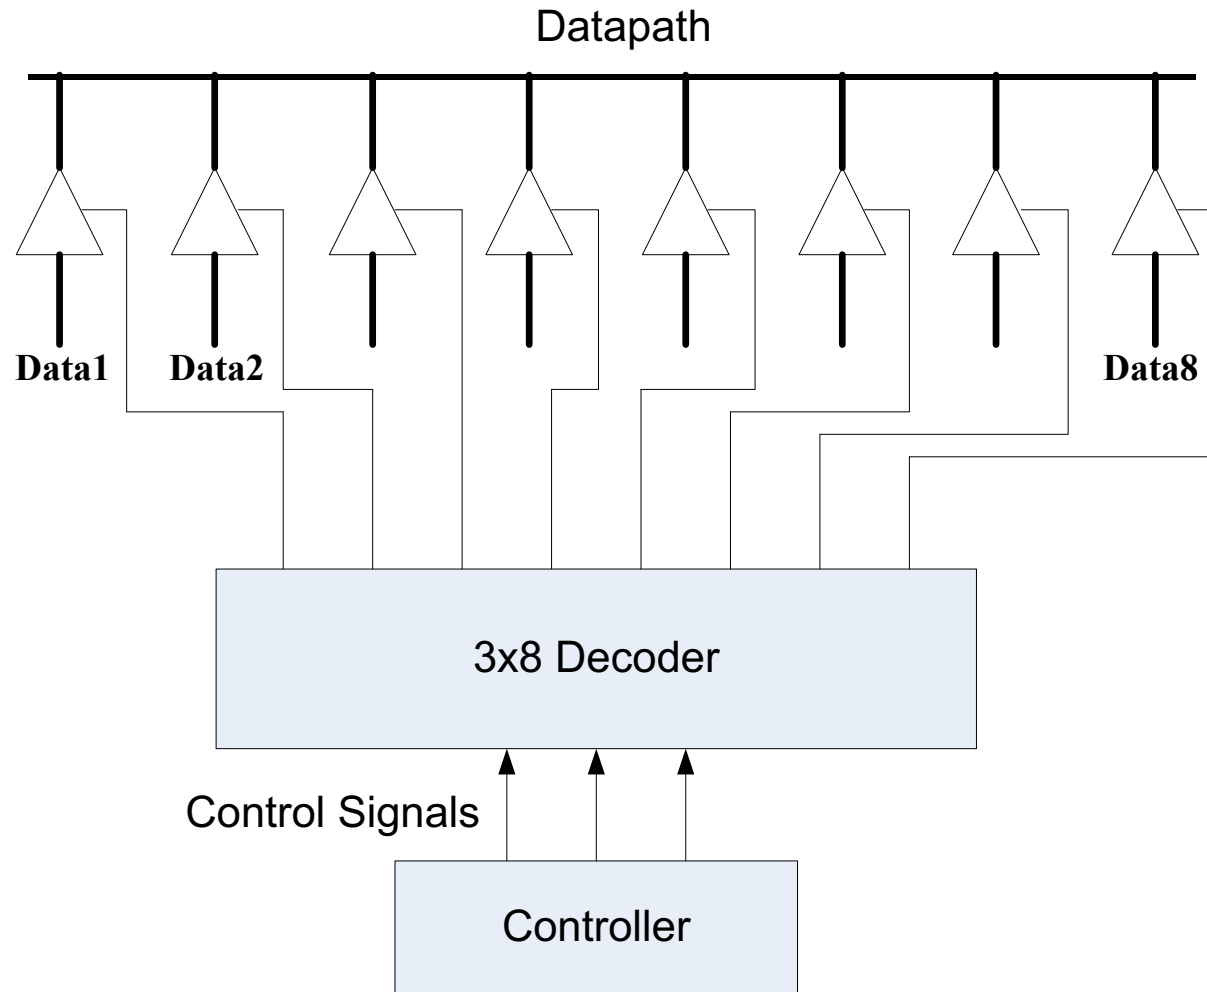 Datapath
Data1
Data2
Data8
3x8 Decoder
Control Signals
Controller